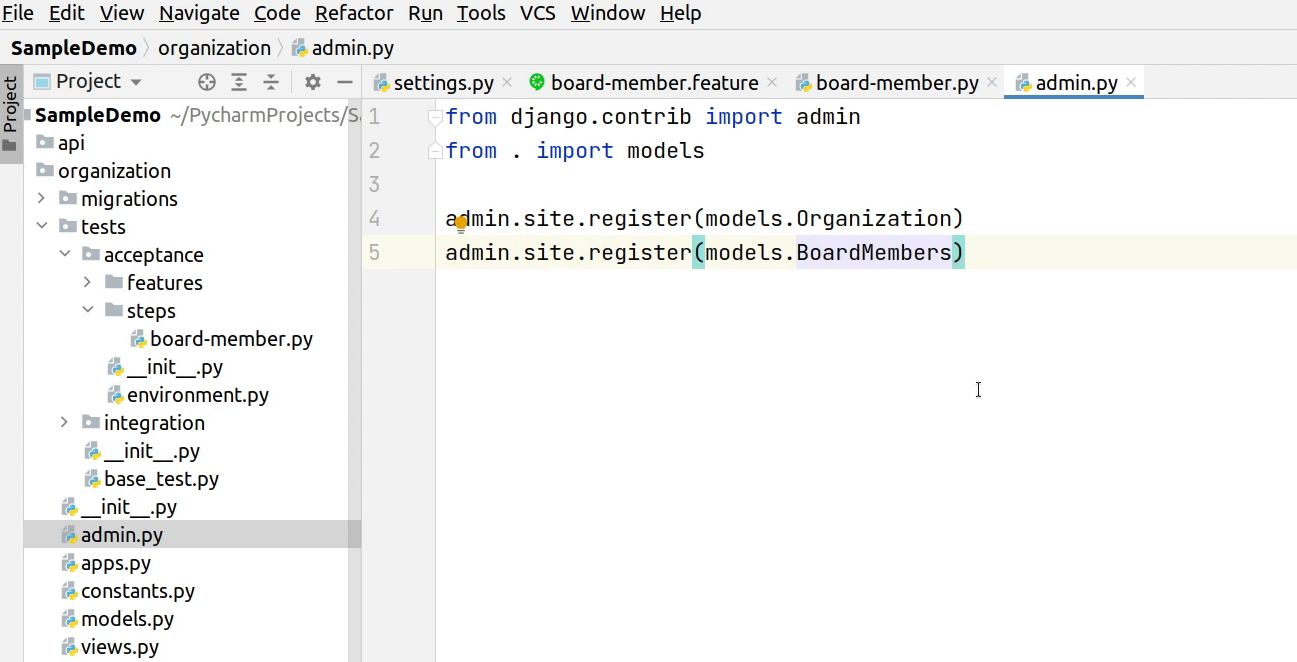 File Edit View Navigate Code Refactor Run Tools VCS Window Help
SampleDemo organization admin.py
Project
Project
settings.py board-member.feature board-member.py admin.py
SampleDemo ~/PycharmProjects/S
api
organization
migrations
tests
acceptance
features
steps
board-member.py
__init__.py
environment.py
integration
__init__.py
base_test.py
__init__.py
admin.py
apps.py
constants.py
models.py
views.py
1 from django.contrib import admin
2 from . import models
3
4 admin.site.register(models.Organization)
5 admin.site.register(models.BoardMembers)